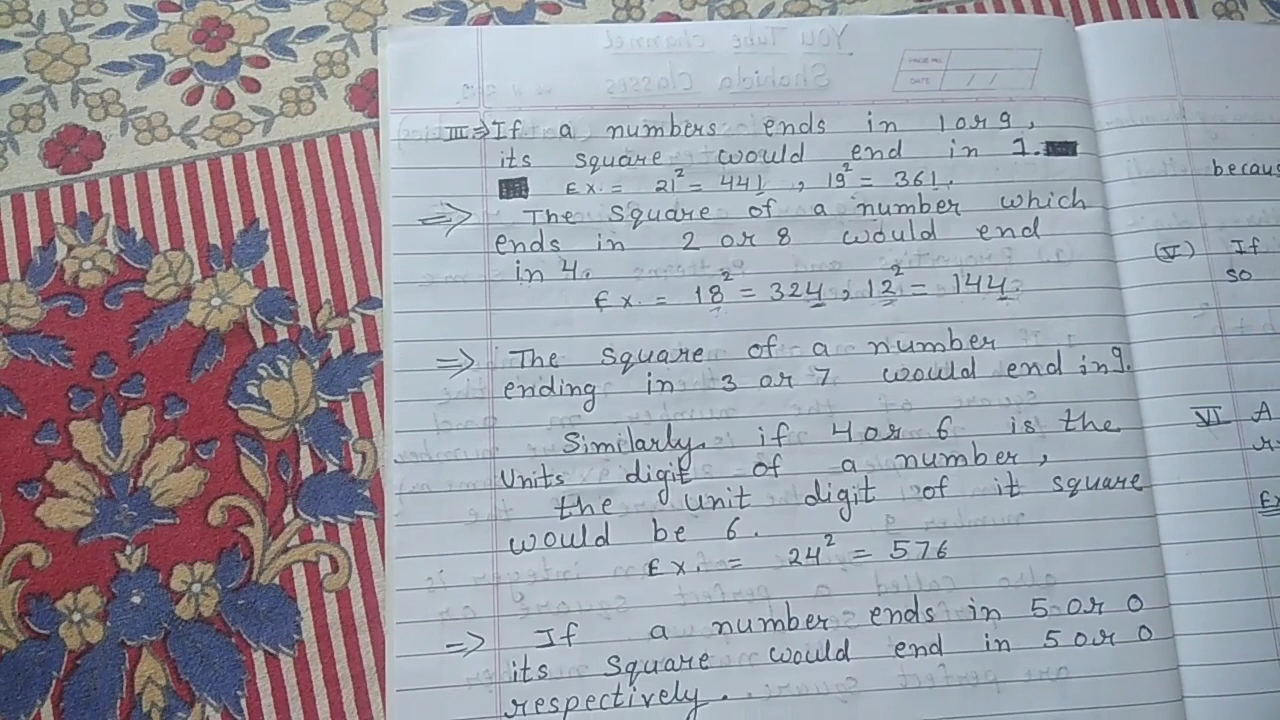 PAGE NO.
DATE / /
III ⇒ If a numbers ends in 1 or 9,
its square would end in 1.
Ex. = 21² = 441 , 19² = 361.
⇒ The square of a number which
ends in 2 or 8 would end
in 4.
Ex. = 18² = 324 , 12² = 144
⇒ The square of a number
ending in 3 or 7 would end in 9.
Similarly. if 4 or 6 is the
Units digit of a number,
the unit digit of it square
would be 6.
Ex. = 24² = 576
⇒ If a number ends in 5 or 0
its square would end in 5 or 0
respectively.
becaus
(V) If
so
VI A
Ex